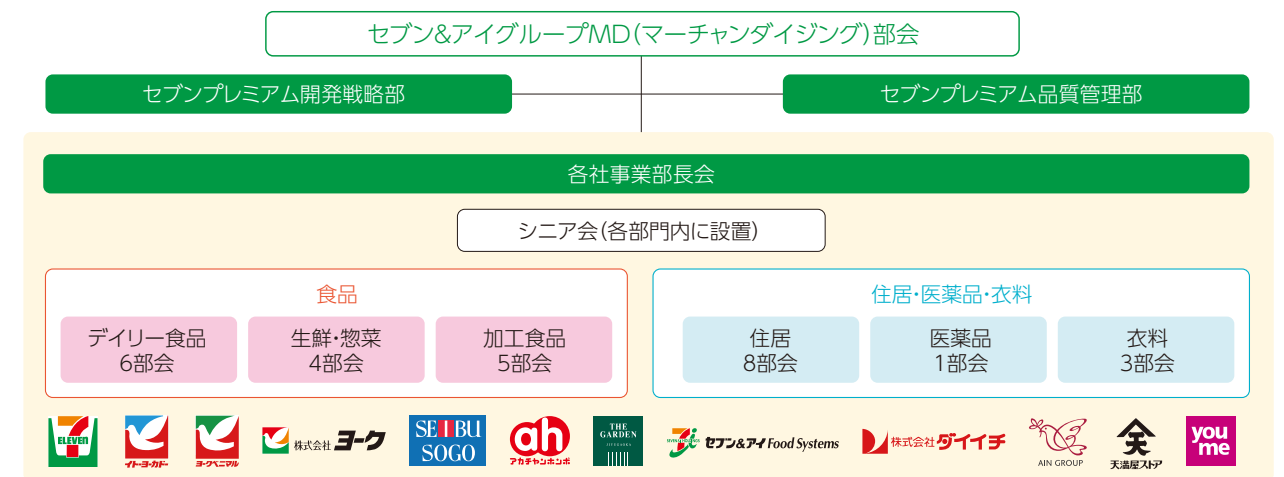 セブン&アイグループMD(マーチャンダイジング)部会
セブンプレミアム開発戦略部
セブンプレミアム品質管理部
各社事業部長会
シニア会(各部門内に設置)
食品
デイリー食品
6部会
生鮮・惣菜
4部会
加工食品
5部会
住居・医薬品・衣料
住居
8部会
医薬品
1部会
衣料
3部会
7
ELEVEn
イトーヨーカドー
ヨークベニマル
株式会社 ヨーク
SEIBU
SOGO
ah
アカチャンホンポ
THE
GARDEN
セブン&アイ Food Systems
株式会社ダイイチ
AIN GROUP
天満屋ストア
you
me